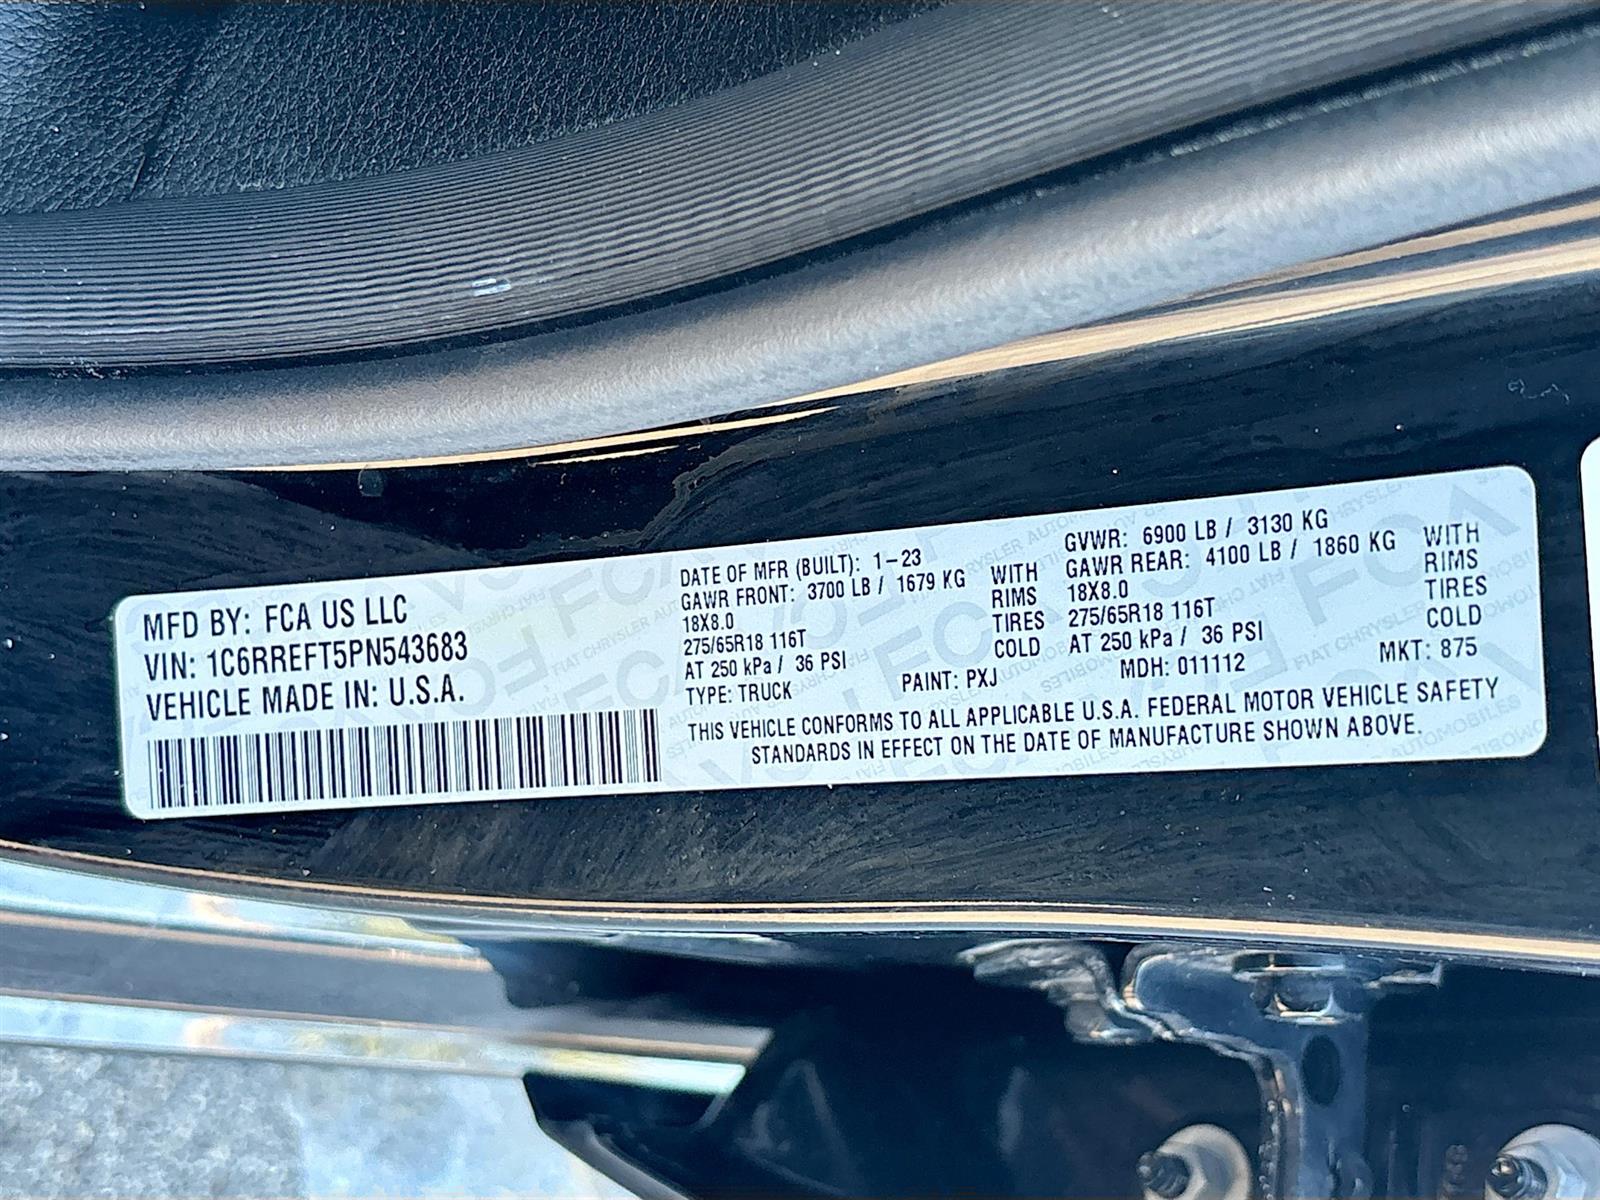 MFD BY: FCA US LLC
VIN: 1C6RREFT5PN543683
VEHICLE MADE IN: U.S.A.
DATE OF MFR (BUILT): 1-23
GAWR FRONT: 3700 LB / 1679 KG WITH
18X8.0 RIMS
275/65R18 116T TIRES
AT 250 kPa / 36 PSI COLD
TYPE: TRUCK
GVWR: 6900 LB / 3130 KG
GAWR REAR: 4100 LB / 1860 KG WITH
18X8.0 RIMS
275/65R18 116T TIRES
AT 250 kPa / 36 PSI COLD
PAINT: PXJ MDH: 011112 MKT: 875
THIS VEHICLE CONFORMS TO ALL APPLICABLE U.S.A. FEDERAL MOTOR VEHICLE SAFETY
STANDARDS IN EFFECT ON THE DATE OF MANUFACTURE SHOWN ABOVE.